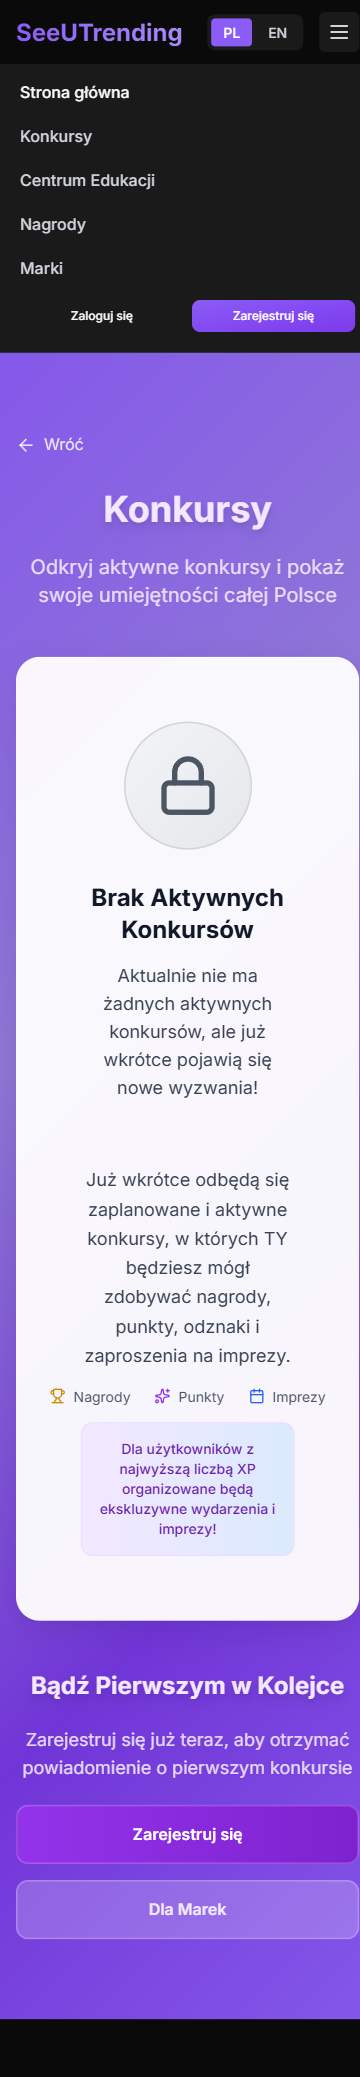 SeeUTrending
PL EN
Strona główna
Konkursy
Centrum Edukacji
Nagrody
Marki
Zaloguj się Zarejestruj się
Wróć
Konkursy
Odkryj aktywne konkursy i pokaż
swoje umiejętności całej Polsce
Brak Aktywnych
Konkursów
Aktualnie nie ma
żadnych aktywnych
konkursów, ale już
wkrótce pojawią się
nowe wyzwania!
Już wkrótce odbędą się
zaplanowane i aktywne
konkursy, w których TY
będziesz mógł
zdobywać nagrody,
punkty, odznaki i
zaproszenia na imprezy.
Nagrody Punkty Imprezy
Dla użytkowników z
najwyższą liczbą XP
organizowane będą
ekskluzywne wydarzenia i
imprezy!
Bądź Pierwszym w Kolejce
Zarejestruj się już teraz, aby otrzymać
powiadomienie o pierwszym konkursie
Zarejestruj się
Dla Marek